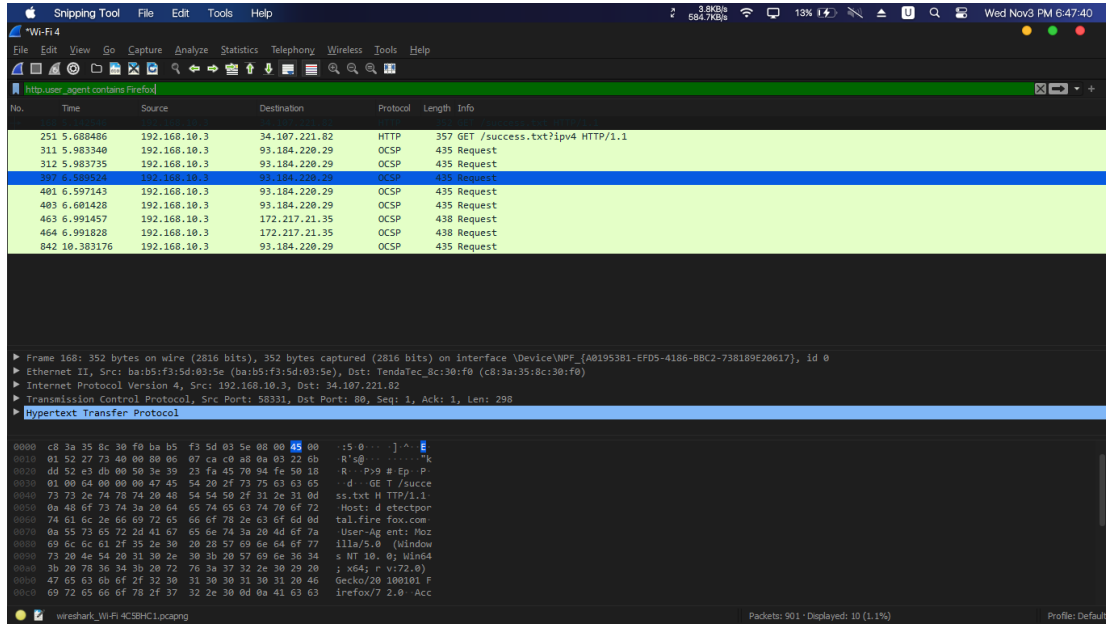 Snipping Tool File Edit Tools Help 3.8KB/s 584.7KB/s 13% U Wed Nov3 PM 6:47:40
*Wi-Fi 4
File Edit View Go Capture Analyze Statistics Telephony Wireless Tools Help
http.user_agent contains Firefox
No. Time Source Destination Protocol Length Info
251 5.688486 192.168.10.3 34.107.221.82 HTTP 357 GET /success.txt?ipv4 HTTP/1.1
311 5.983340 192.168.10.3 93.184.220.29 OCSP 435 Request
312 5.983735 192.168.10.3 93.184.220.29 OCSP 435 Request
397 6.589524 192.168.10.3 93.184.220.29 OCSP 435 Request
401 6.597143 192.168.10.3 93.184.220.29 OCSP 435 Request
403 6.601428 192.168.10.3 93.184.220.29 OCSP 435 Request
463 6.991457 192.168.10.3 172.217.21.35 OCSP 438 Request
464 6.991828 192.168.10.3 172.217.21.35 OCSP 438 Request
842 10.383176 192.168.10.3 93.184.220.29 OCSP 435 Request
Frame 168: 352 bytes on wire (2816 bits), 352 bytes captured (2816 bits) on interface \Device\NPF_{A01953B1-EFD5-4186-BBC2-738189E20617}, id 0
Ethernet II, Src: ba:b5:f3:5d:03:5e (ba:b5:f3:5d:03:5e), Dst: TendaTec_8c:30:f0 (c8:3a:35:8c:30:f0)
Internet Protocol Version 4, Src: 192.168.10.3, Dst: 34.107.221.82
Transmission Control Protocol, Src Port: 58331, Dst Port: 80, Seq: 1, Ack: 1, Len: 298
Hypertext Transfer Protocol
0000 c8 3a 35 8c 30 f0 ba b5 f3 5d 03 5e 08 00 45 00 ·:5·0··· ·]·^··E·
0010 01 52 27 73 40 00 80 06 07 ca c0 a8 0a 03 22 6b ·R's@··· ······"k
0020 dd 52 e3 db 00 50 3e 39 23 fa 45 70 94 fe 50 18 ·R···P>9 #·Ep··P·
0030 01 00 64 00 00 00 47 45 54 20 2f 73 75 63 63 65 ··d···GE T /succe
0040 73 73 2e 74 78 74 20 48 54 54 50 2f 31 2e 31 0d ss.txt H TTP/1.1·
0050 0a 48 6f 73 74 3a 20 64 65 74 65 63 74 70 6f 72 ·Host: d etectpor
0060 74 61 6c 2e 66 69 72 65 66 6f 78 2e 63 6f 6d 0d tal.fire fox.com·
0070 0a 55 73 65 72 2d 41 67 65 6e 74 3a 20 4d 6f 7a ·User-Ag ent: Moz
0080 69 6c 6c 61 2f 35 2e 30 20 28 57 69 6e 64 6f 77 illa/5.0 (Window
0090 73 20 4e 54 20 31 30 2e 30 3b 20 57 69 6e 36 34 s NT 10. 0; Win64
00a0 3b 20 78 36 34 3b 20 72 76 3a 37 32 2e 30 29 20 ; x64; r v:72.0)
00b0 47 65 63 6b 6f 2f 32 30 31 30 30 31 30 31 20 46 Gecko/20 100101 F
00c0 69 72 65 66 6f 78 2f 37 32 2e 30 0d 0a 41 63 63 irefox/7 2.0··Acc
wireshark_Wi-Fi 4C5BHC1.pcapng Packets: 901 · Displayed: 10 (1.1%) Profile: Default